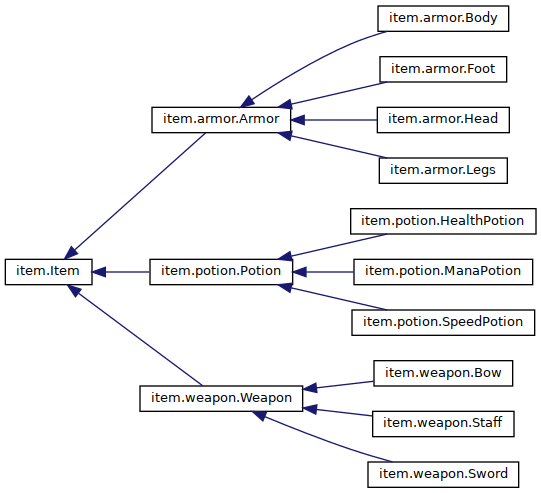 item.armor.Body
item.armor.Foot
item.armor.Armor
item.armor.Head
item.armor.Legs
item.potion.HealthPotion
item.Item
item.potion.Potion
item.potion.ManaPotion
item.potion.SpeedPotion
item.weapon.Bow
item.weapon.Weapon
item.weapon.Staff
item.weapon.Sword